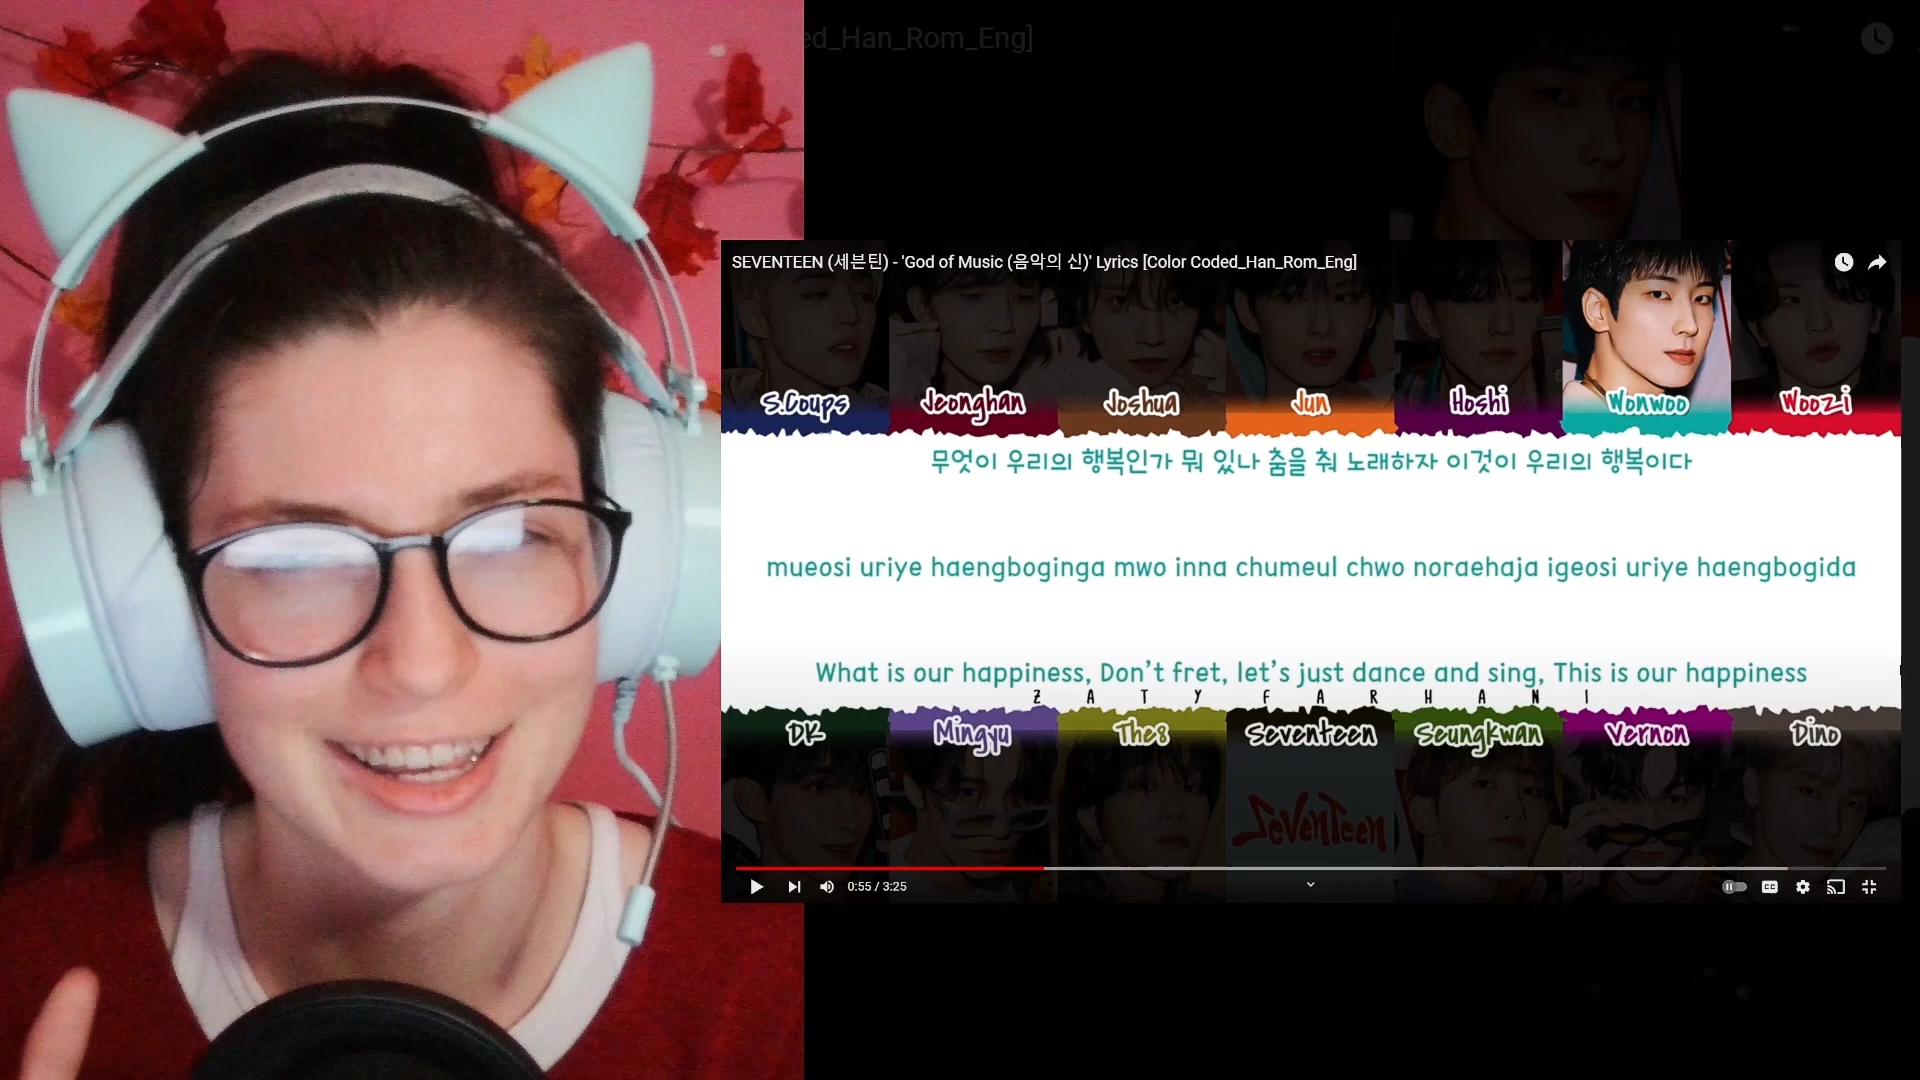 ed_Han_Rom_Eng]
SEVENTEEN (세븐틴) - 'God of Music (음악의 신)' Lyrics [Color Coded_Han_Rom_Eng]
S.Coups Jeonghan Joshua Jun Hoshi Wonwoo Woozi
무엇이 우리의 행복인가 뭐 있나 춤을 춰 노래하자 이것이 우리의 행복이다
mueosi uriye haengboginga mwo inna chumeul chwo noraehaja igeosi uriye haengbogida
What is our happiness, Don't fret, let's just dance and sing, This is our happiness
Z A T Y F A R H A N I
DK Mingyu The8 Seventeen Seungkwan Vernon Dino
SEVENTEEN
0:55 / 3:25
CC